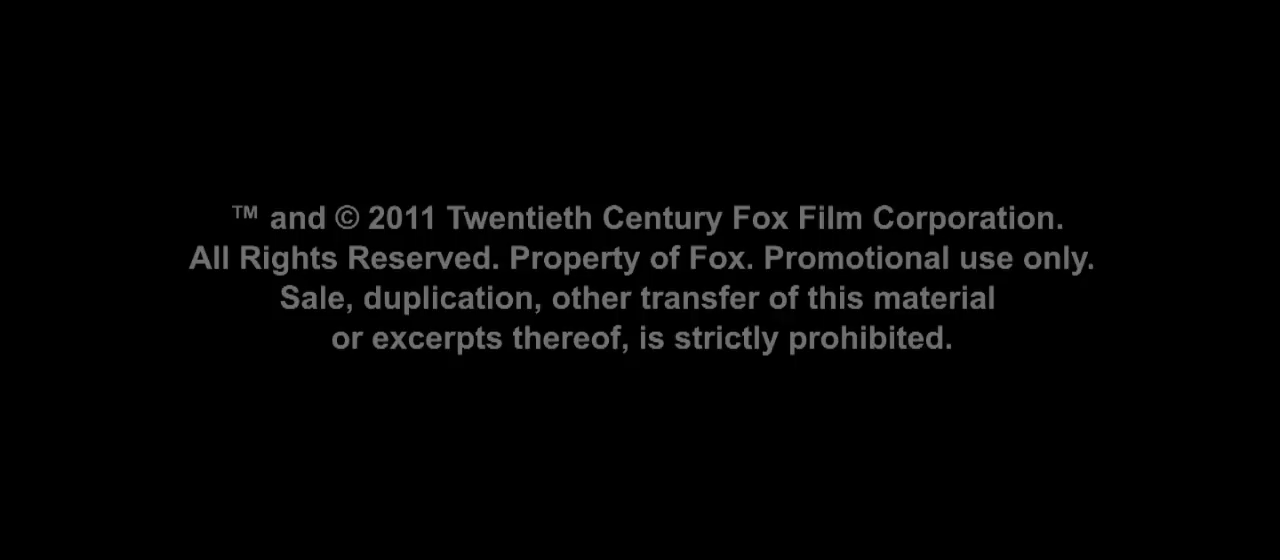 ™ and © 2011 Twentieth Century Fox Film Corporation.
All Rights Reserved. Property of Fox. Promotional use only.
Sale, duplication, other transfer of this material
or excerpts thereof, is strictly prohibited.